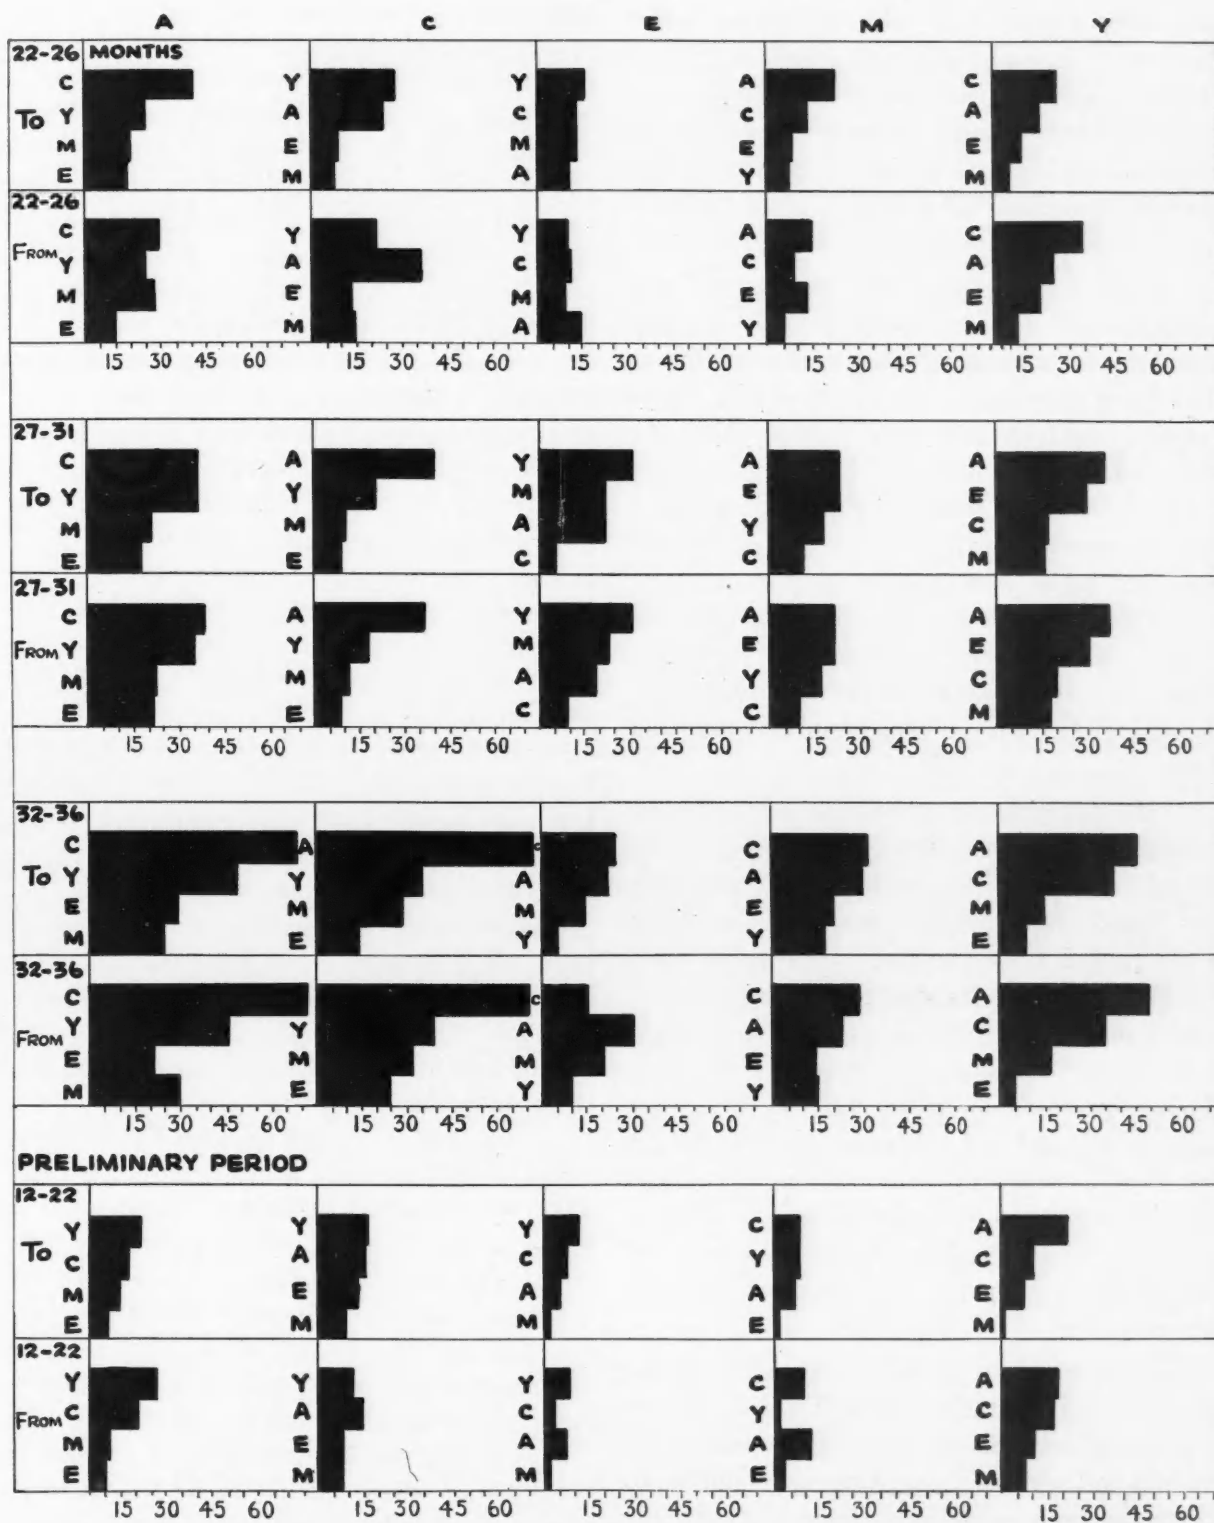 A C E M Y
22-26 MONTHS
C Y Y A C
To Y A C C A
M E M E E
E M A Y M
22-26
C Y Y A C
FROM Y A C C A
M E M E E
E M A Y M
15 30 45 60 15 30 45 60 15 30 45 60 15 30 45 60 15 30 45 60
27-31
C A Y A A
To Y Y M E E
M M A Y C
E E C C M
27-31
C A Y A A
FROM Y Y M E E
M M A Y C
E E C C M
15 30 45 60 15 30 45 60 15 30 45 60 15 30 45 60 15 30 45 60
32-36
C A C C A
To Y Y A A C
E M M E M
M E Y Y E
32-36
C C C A
FROM Y Y A A C
E M M E M
M E Y Y E
15 30 45 60 15 30 45 60 15 30 45 60 15 30 45 60 15 30 45 60
PRELIMINARY PERIOD
12-22
Y Y Y C A
To C A C Y C
M E A A E
E M M E M
12-22
Y Y Y C A
FROM C A C Y C
M E A A E
E M M E M
15 30 45 60 15 30 45 60 15 30 45 60 15 30 45 60 15 30 45 60